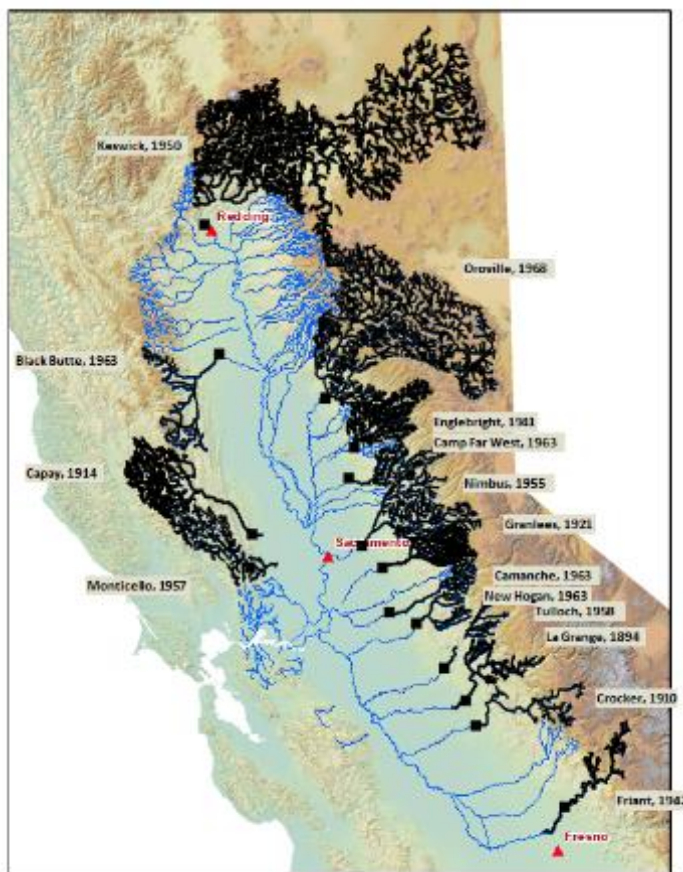 Keswick, 1950
Redding
Oroville, 1968
Black Butte, 1963
Englebright, 1941
Camp Far West, 1963
Capay, 1914
Nimbus, 1955
Granlees, 1921
Sacramento
Camanche, 1963
Monticello, 1957
New Hogan, 1963
Tulloch, 1958
La Grange, 1894
Crocker, 1910
Friant, 1942
Fresno